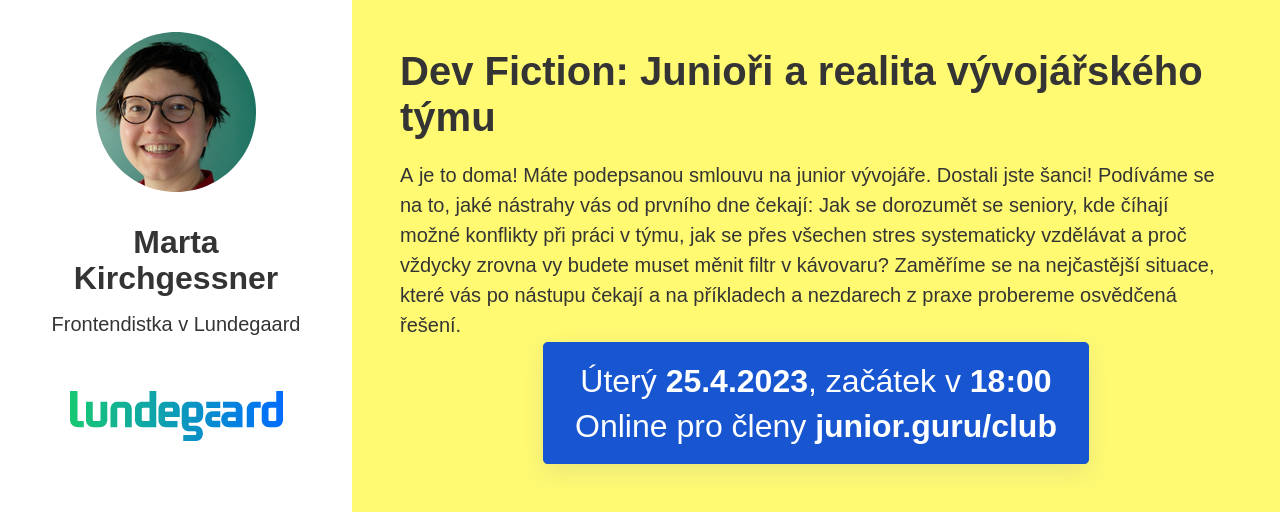 Marta
Kirchgessner
Frontendistka v Lundegaard
lundegaard
Dev Fiction: Junioři a realita vývojářského
týmu
A je to doma! Máte podepsanou smlouvu na junior vývojáře. Dostali jste šanci! Podíváme se
na to, jaké nástrahy vás od prvního dne čekají: Jak se dorozumět se seniory, kde číhají
možné konflikty při práci v týmu, jak se přes všechen stres systematicky vzdělávat a proč
vždycky zrovna vy budete muset měnit filtr v kávovaru? Zaměříme se na nejčastější situace,
které vás po nástupu čekají a na příkladech a nezdarech z praxe probereme osvědčená
řešení.
Úterý 25.4.2023, začátek v 18:00
Online pro členy junior.guru/club